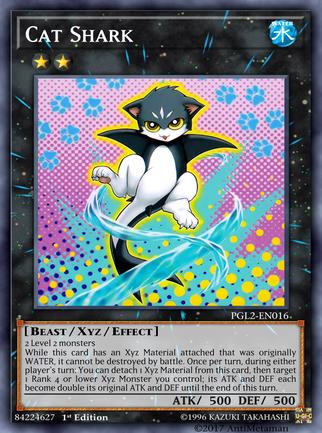 Cat Shark
WATER
水
PGL2-EN016
[Beast / Xyz / Effect]
2 Level 2 monsters
While this card has an Xyz Material attached that was originally
WATER, it cannot be destroyed by battle. Once per turn, during either
player's turn: You can detach 1 Xyz Material from this card, then target
1 Rank 4 or lower Xyz Monster you control; its ATK and DEF each
become double its original ATK and DEF until the end of this turn.
ATK/ 500 DEF/ 500
84224627 1st Edition ©1996 KAZUKI TAKAHASHI
©2017 AntiMetaman